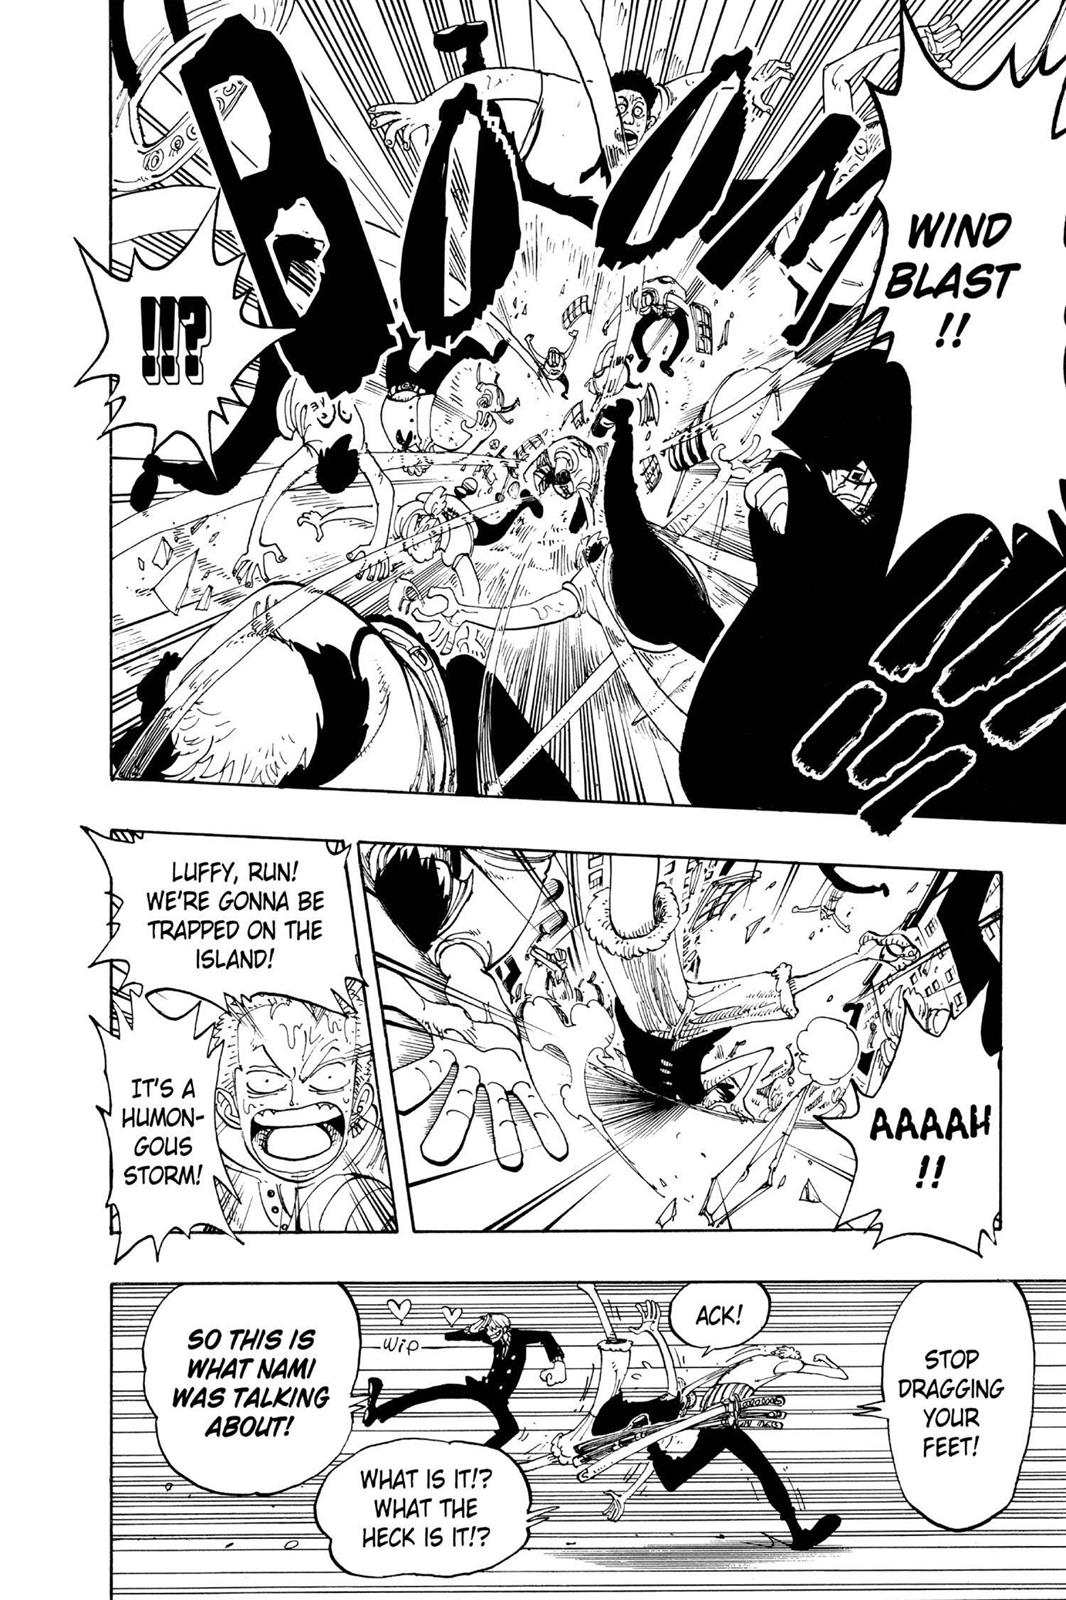 WIND
BLAST
!!
BOOM
!!!?
AAAAH
!!
LUFFY, RUN!
WE'RE GONNA BE
TRAPPED ON THE
ISLAND!
IT'S A
HUMON-
GOUS
STORM!
STOP
DRAGGING
YOUR
FEET!
ACK!
WIP
SO THIS IS
WHAT NAMI
WAS TALKING
ABOUT!
WHAT IS IT!?
WHAT THE
HECK IS IT!?